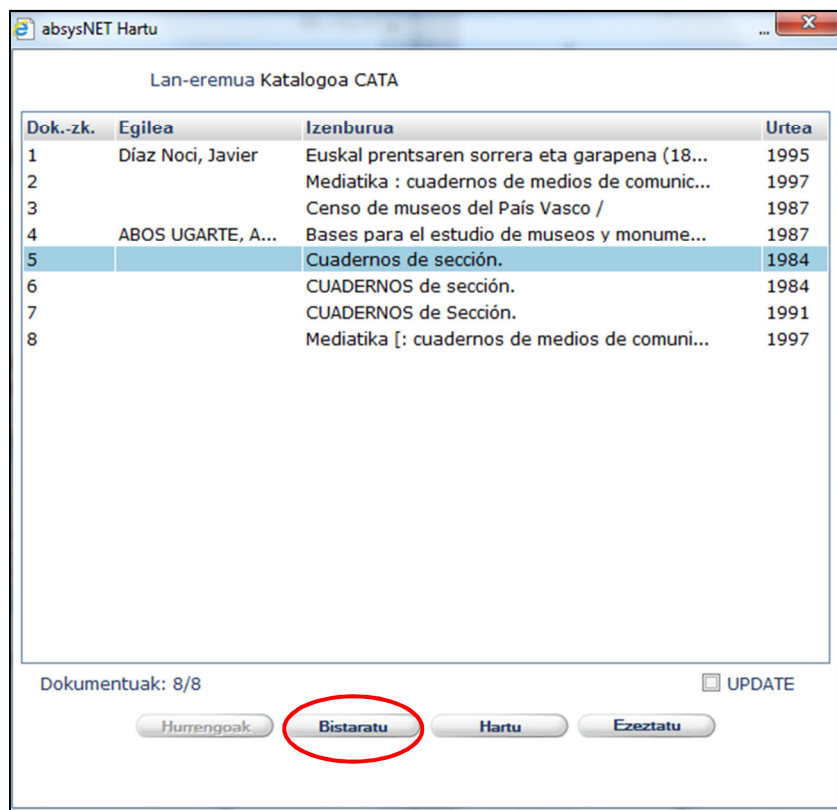 absysNET Hartu ...
Lan-eremua Katalogoa CATA
Dok.-zk. Egilea Izenburua Urtea
1 Díaz Noci, Javier Euskal prentsaren sorrera eta garapena (18... 1995
2 Mediatika : cuadernos de medios de comunic... 1997
3 Censo de museos del País Vasco / 1987
4 ABOS UGARTE, A... Bases para el estudio de museos y monume... 1987
5 Cuadernos de sección. 1984
6 CUADERNOS de sección. 1984
7 CUADERNOS de Sección. 1991
8 Mediatika [: cuadernos de medios de comuni... 1997
Dokumentuak: 8/8 UPDATE
Hurrengoak Bistaratu Hartu Ezeztatu